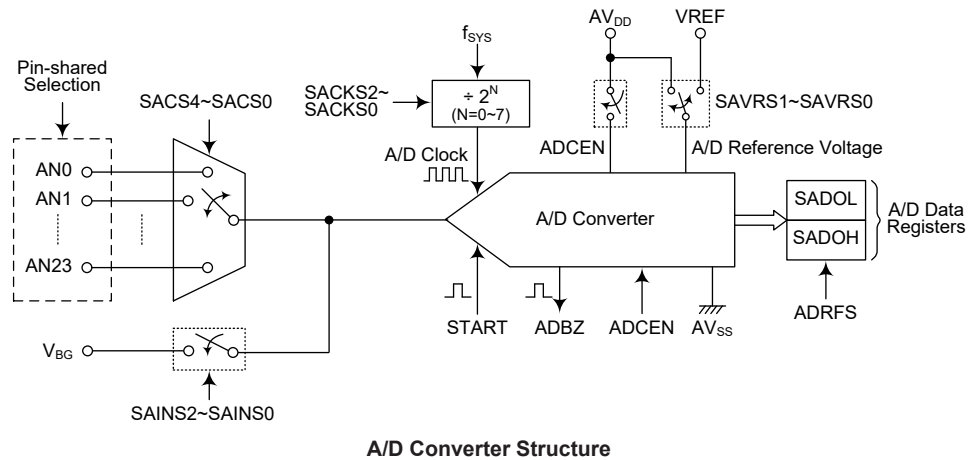 Pin-shared
Selection
SACS4~SACS0
AN0
AN1
AN23
V_BG
SAINS2~SAINS0
f_SYS
SACKS2~
SACKS0
÷ 2^N
(N=0~7)
A/D Clock
AV_DD
VREF
ADCEN
SAVRS1~SAVRS0
A/D Reference Voltage
A/D Converter
START
ADBZ
ADCEN
AV_SS
SADOL
SADOH
A/D Data
Registers
ADRFS
A/D Converter Structure